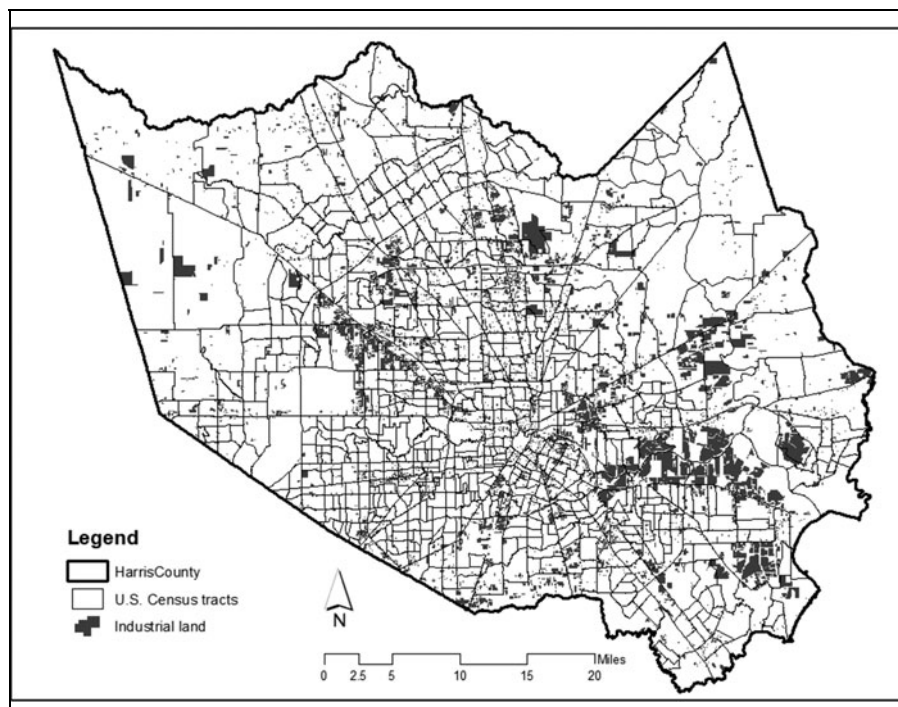 Legend
HarrisCounty
U.S. Census tracts
Industrial land
N
Miles
0 2.5 5 10 15 20